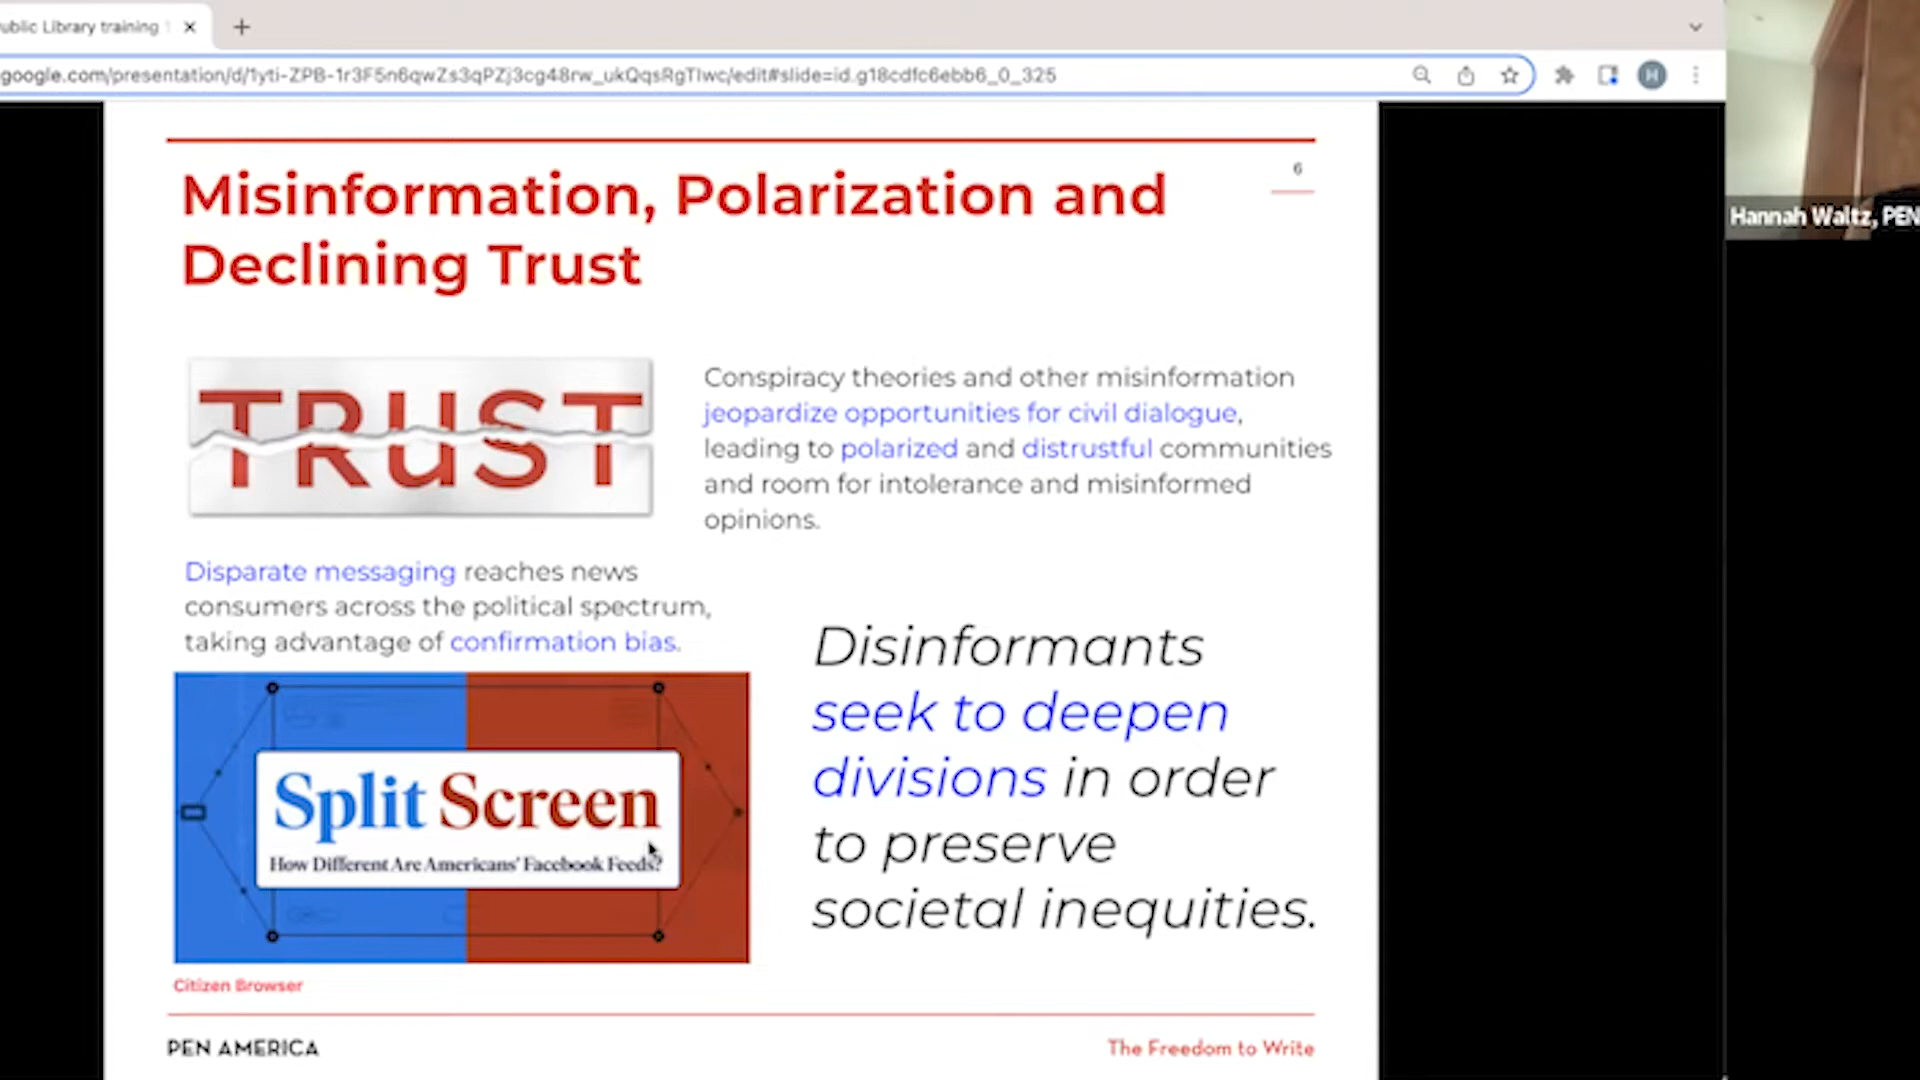 ublic Library training
google.com/presentation/d/1yti-ZPB-1r3F5n6qwZs3qPZj3cg48rw_ukQqsRgTIwc/edit#slide=id.g18cdfc6ebb6_0_325
H
Hannah Waltz, PEN
6
Misinformation, Polarization and
Declining Trust
TRUST
Conspiracy theories and other misinformation
jeopardize opportunities for civil dialogue,
leading to polarized and distrustful communities
and room for intolerance and misinformed
opinions.
Disparate messaging reaches news
consumers across the political spectrum,
taking advantage of confirmation bias.
Split Screen
How Different Are Americans' Facebook Feeds?
Citizen Browser
Disinformants
seek to deepen
divisions in order
to preserve
societal inequities.
PEN AMERICA
The Freedom to Write